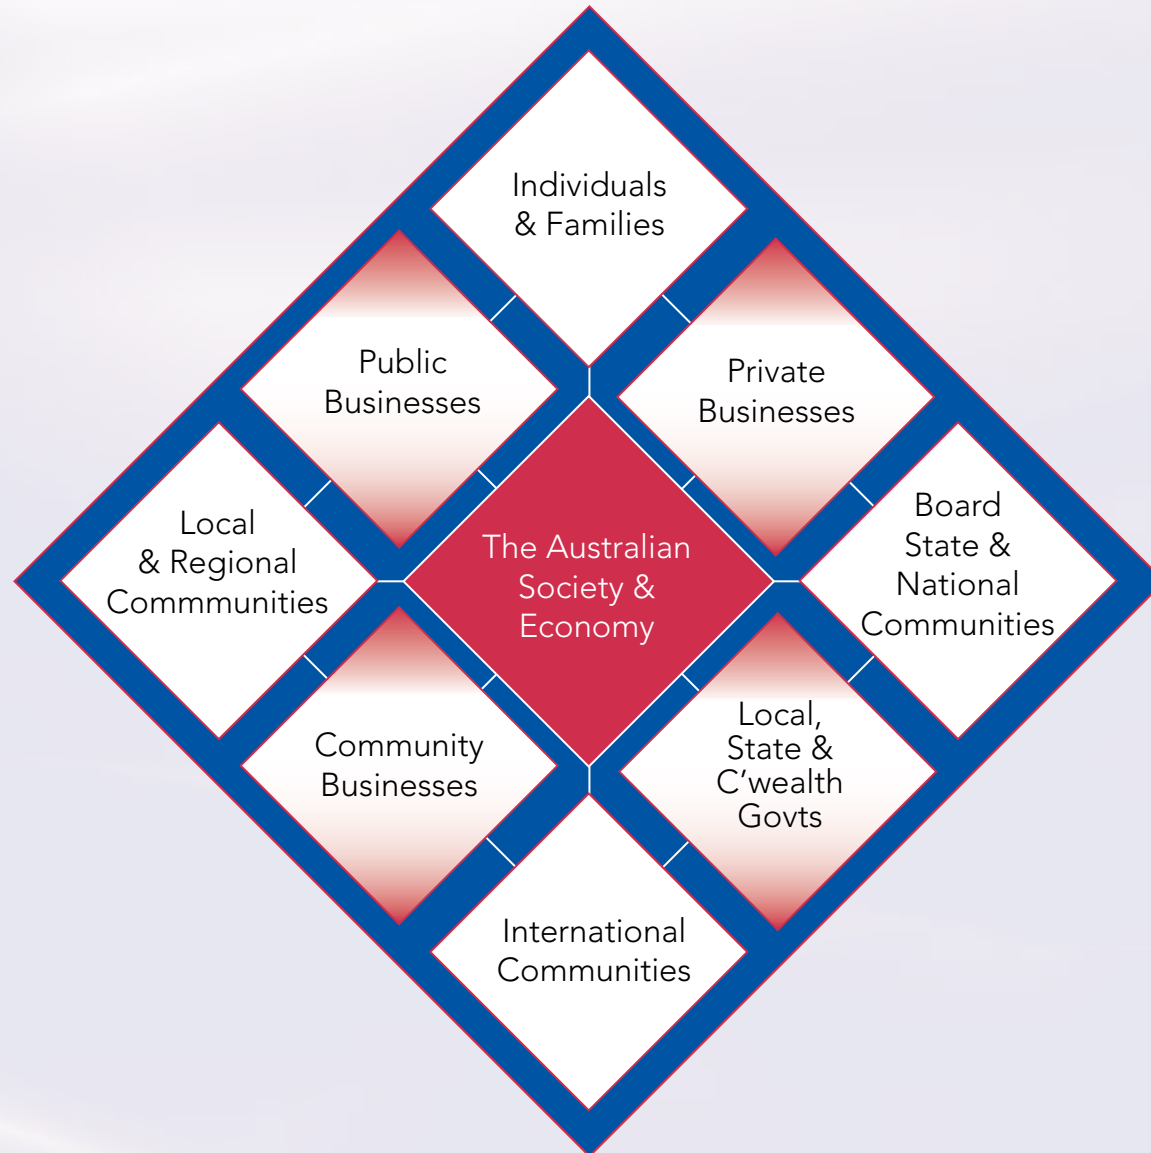 Individuals
& Families
Public
Businesses
Private
Businesses
Local
& Regional
Commmunities
The Australian
Society &
Economy
Board
State &
National
Communities
Community
Businesses
Local,
State &
C'wealth
Govts
International
Communities